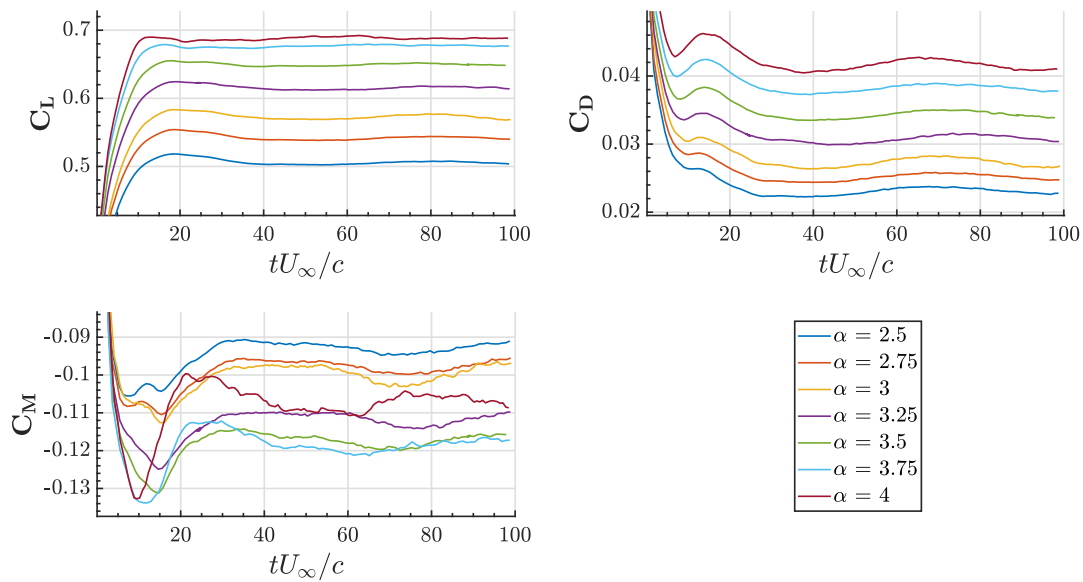 0.7
0.6
0.5
C_L
20 40 60 80 100
tU_∞/c
0.04
0.03
0.02
C_D
20 40 60 80 100
tU_∞/c
-0.09
-0.1
-0.11
-0.12
-0.13
C_M
20 40 60 80 100
tU_∞/c
α = 2.5
α = 2.75
α = 3
α = 3.25
α = 3.5
α = 3.75
α = 4